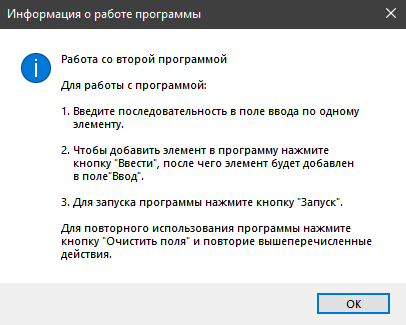 Информация о работе программы
Работа со второй программой
Для работы с программой:
1. Введите последовательность в поле ввода по одному
элементу.
2. Чтобы добавить элемент в программу нажмите
кнопку "Ввести", после чего элемент будет добавлен
в поле"Ввод".
3. Для запуска программы нажмите кнопку "Запуск".
Для повторного использования программы нажмите
кнопку "Очистить поля" и повторие вышеперечисленные
действия.
ОК